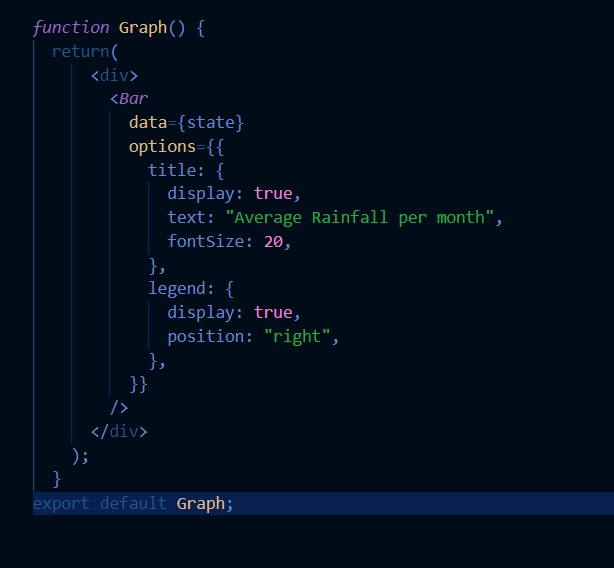 function Graph() {
  return(
      <div>
        <Bar
          data={state}
          options={{
            title: {
              display: true,
              text: "Average Rainfall per month",
              fontSize: 20,
            },
            legend: {
              display: true,
              position: "right",
            },
          }}
        />
      </div>
    );
  }
export default Graph;